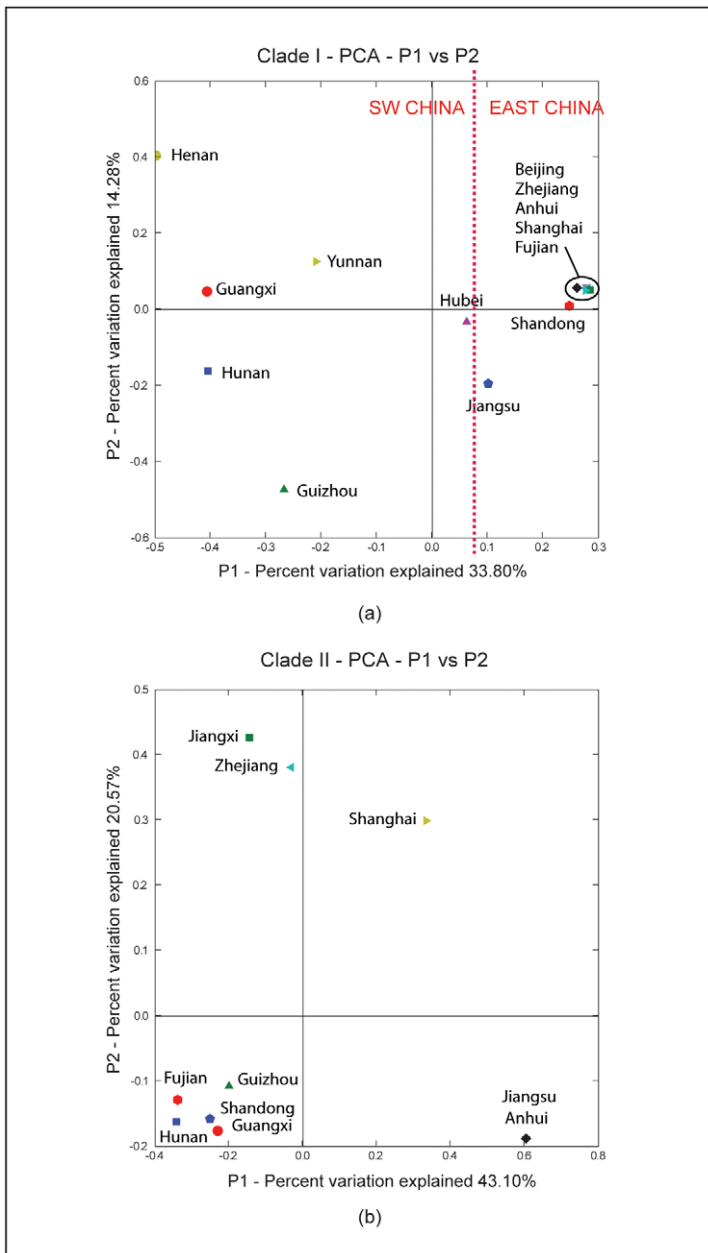 Clade I - PCA - P1 vs P2
0.6
SW CHINA
EAST CHINA
Henan
0.4
Beijing
Zhejiang
Anhui
Shanghai
Fujian
0.2
Yunnan
Guangxi
Hubei
0.0
Shandong
Hunan
-0.2
Jiangsu
-0.4
Guizhou
-0.6
P2 - Percent variation explained 14.28%
-0.5 -0.4 -0.3 -0.2 -0.1 0.0 0.1 0.2 0.3
P1 - Percent variation explained 33.80%
(a)
Clade II - PCA - P1 vs P2
0.5
Jiangxi
0.4
Zhejiang
Shanghai
0.3
0.2
0.1
0.0
Fujian
Guizhou
-0.1
Shandong
Jiangsu
Anhui
Hunan
Guangxi
-0.2
P2 - Percent variation explained 20.57%
-0.4 -0.2 0.0 0.2 0.4 0.6 0.8
P1 - Percent variation explained 43.10%
(b)